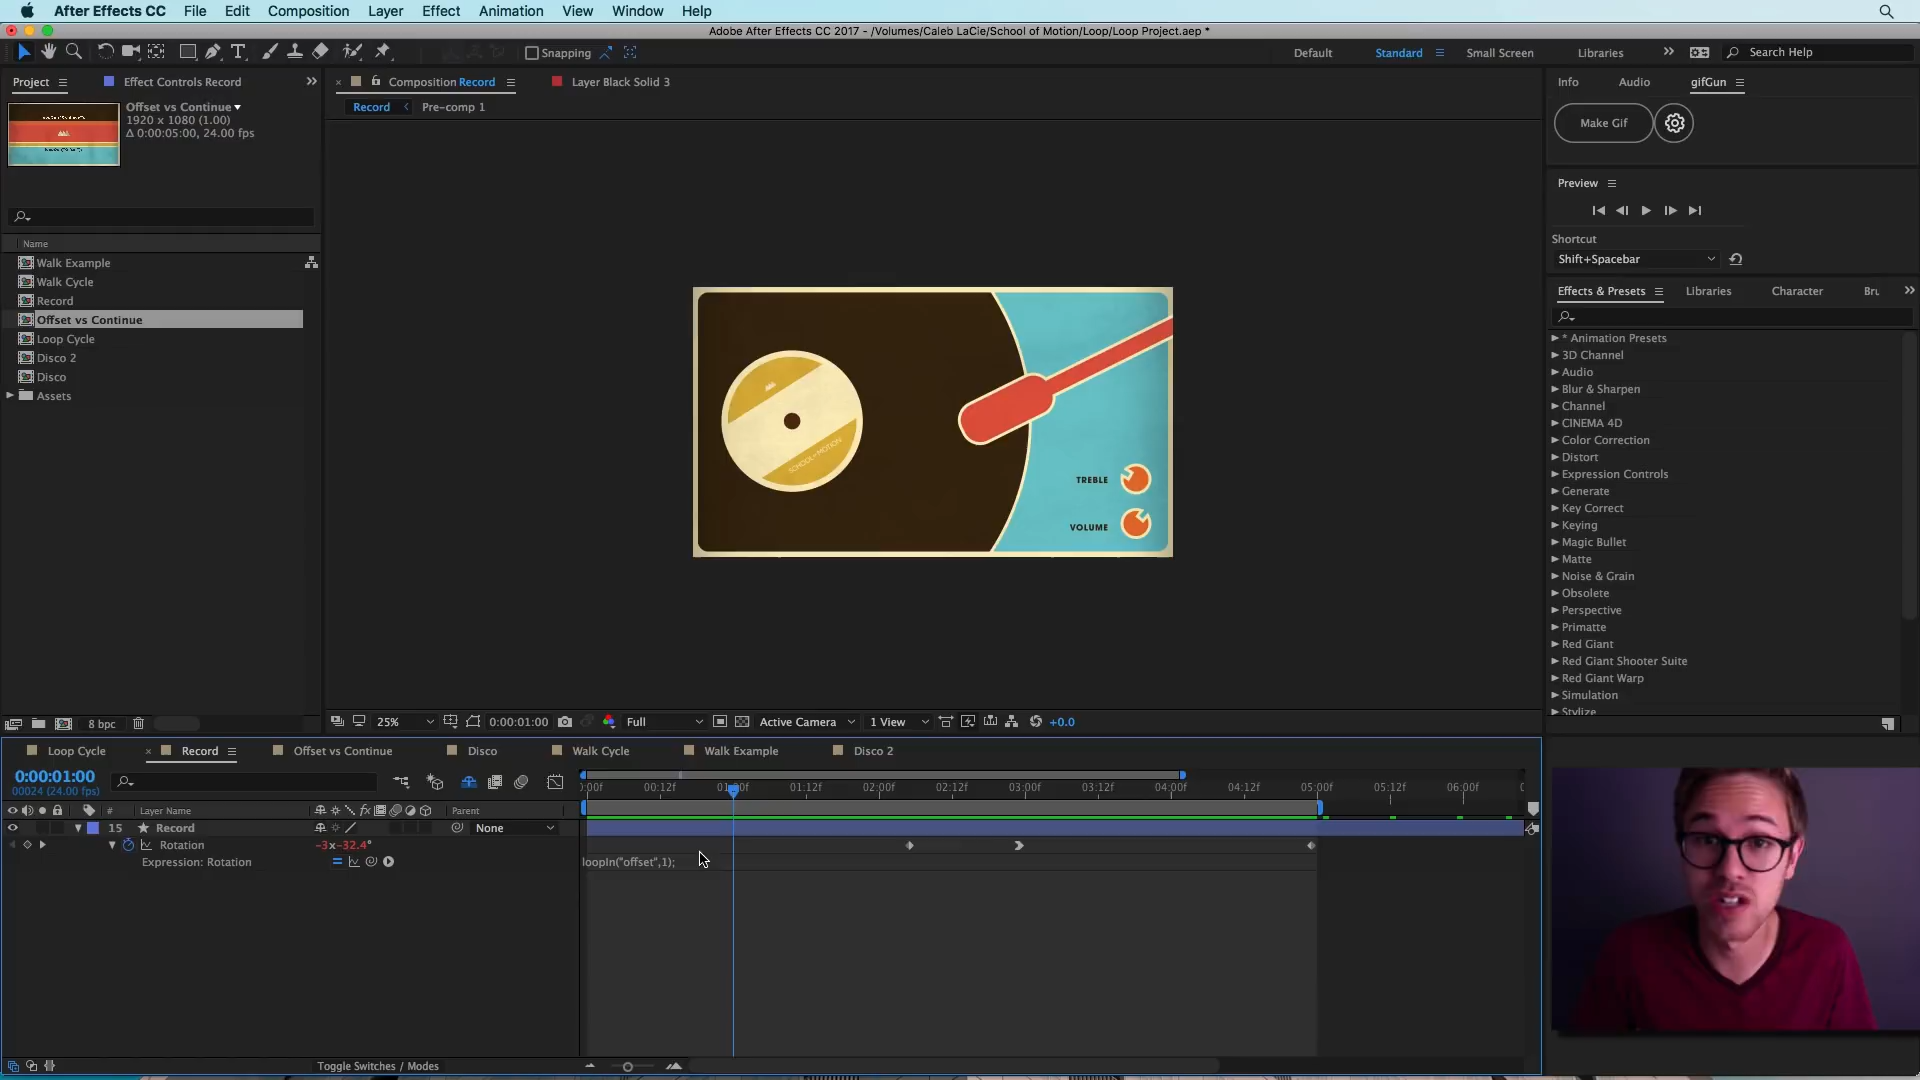 After Effects CC File Edit Composition Layer Effect Animation View Window Help
Adobe After Effects CC 2017 - /Volumes/Caleb LaCie/School of Motion/Loop/Loop Project.aep *
Snapping Default Standard Small Screen Libraries Search Help
Project Effect Controls Record
Offset vs Continue
1920 x 1080 (1.00)
Δ 0:00:05:00, 24.00 fps
Name
Walk Example
Walk Cycle
Record
Offset vs Continue
Loop Cycle
Disco 2
Disco
Assets
8 bpc
Composition Record Layer Black Solid 3
Record Pre-comp 1
SCHOOL of MOTION
TREBLE
VOLUME
25% 0:00:01:00 Full Active Camera 1 View +0.0
Info Audio gifGun
Make Gif
Preview
Shortcut
Shift+Spacebar
Effects & Presets Libraries Character Bru
* Animation Presets
3D Channel
Audio
Blur & Sharpen
Channel
CINEMA 4D
Color Correction
Distort
Expression Controls
Generate
Key Correct
Keying
Magic Bullet
Matte
Noise & Grain
Obsolete
Perspective
Primatte
Red Giant
Red Giant Shooter Suite
Red Giant Warp
Simulation
Stylize
Loop Cycle Record Offset vs Continue Disco Walk Cycle Walk Example Disco 2
0:00:01:00
00024 (24.00 fps)
:00f 00:12f 01:00f 01:12f 02:00f 02:12f 03:00f 03:12f 04:00f 04:12f 05:00f 05:12f 06:00f
# Layer Name fx Parent
15 Record None
Rotation -3x-32.4°
Expression: Rotation loopIn("offset",1);
Toggle Switches / Modes